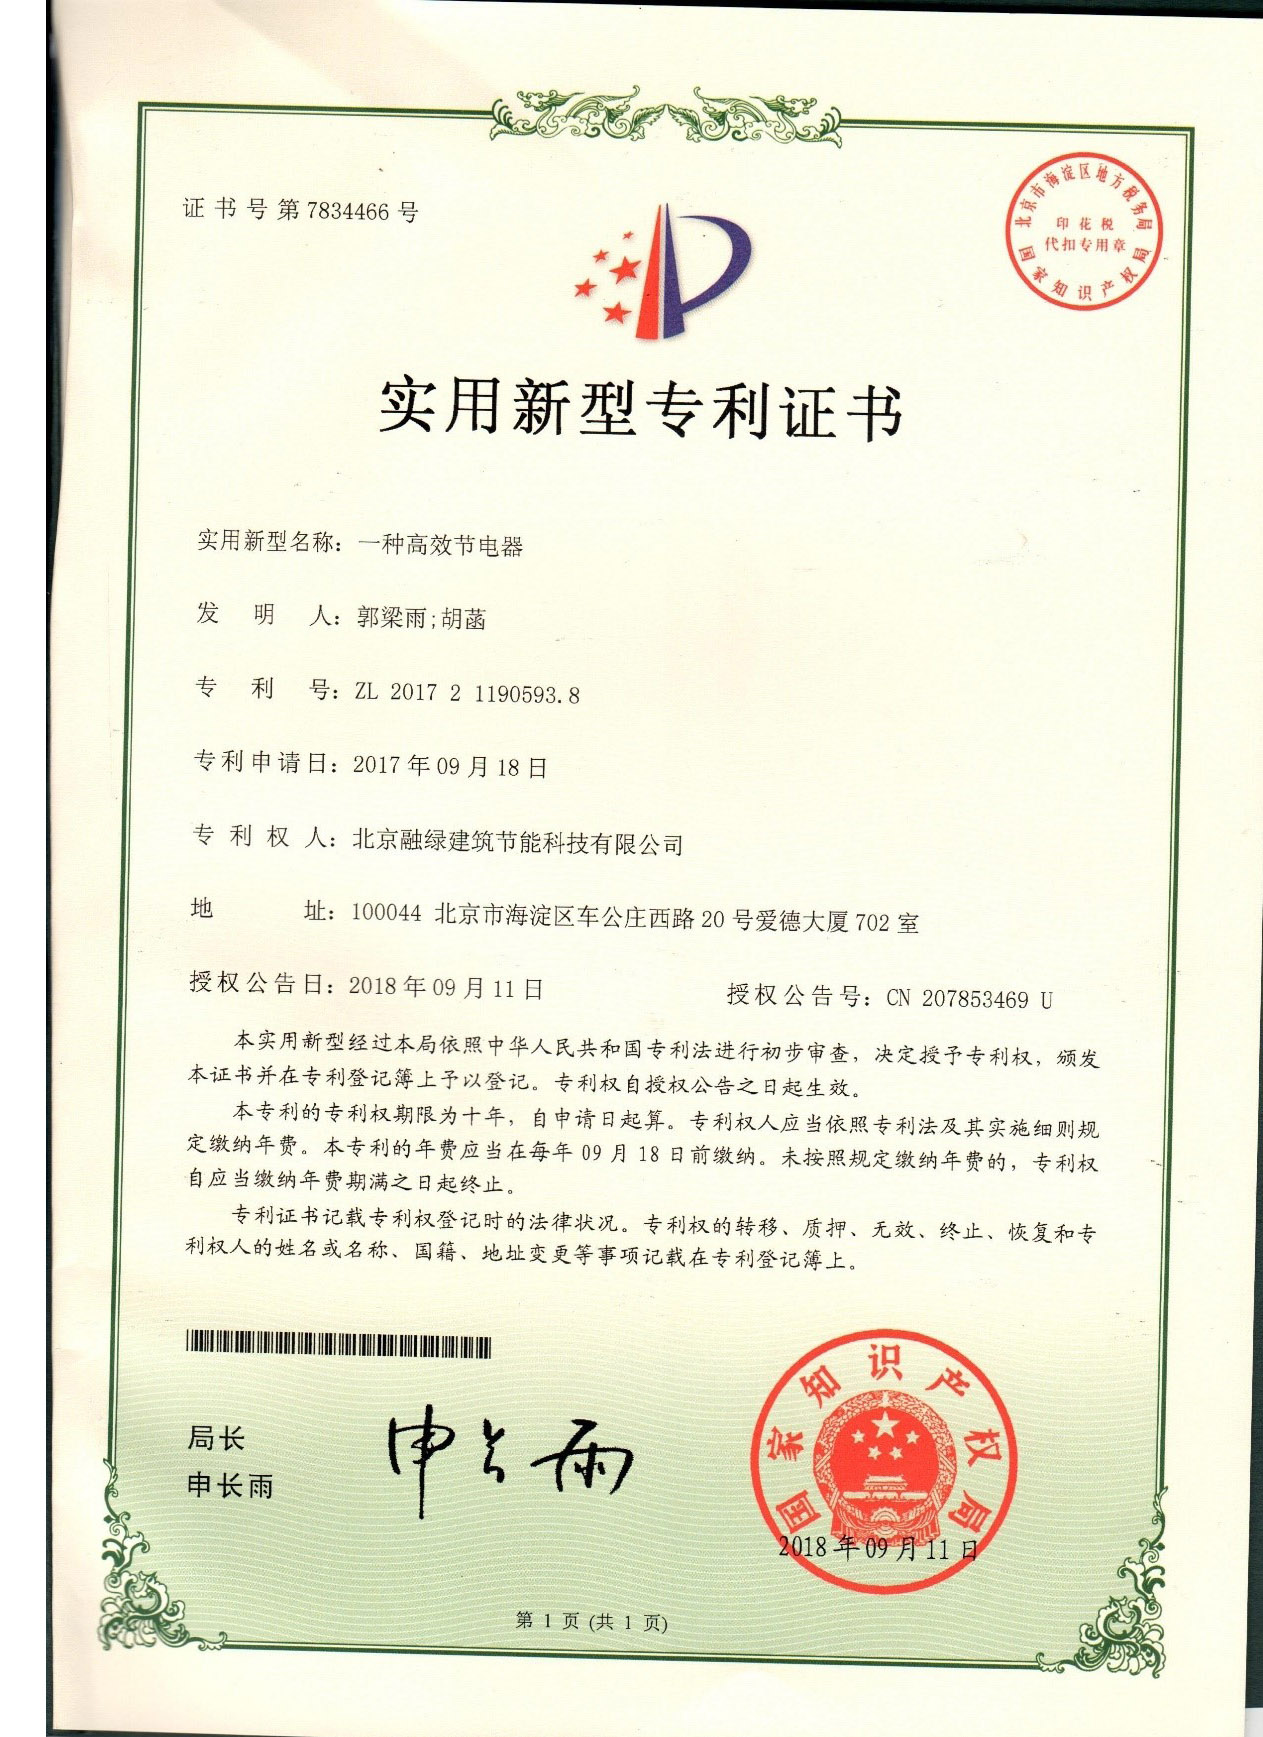 证书号第7834466号
北京市海淀区地方税务局
印花税
代扣专用章
国家知识产权局
实用新型专利证书
实用新型名称：一种高效节电器
发明人：郭梁雨;胡菡
专利号：ZL 2017 2 1190593.8
专利申请日：2017年09月18日
专利权人：北京融绿建筑节能科技有限公司
地址：100044 北京市海淀区车公庄西路20号爱德大厦702室
授权公告日：2018年09月11日 授权公告号：CN 207853469 U
本实用新型经过本局依照中华人民共和国专利法进行初步审查，决定授予专利权，颁发
本证书并在专利登记簿上予以登记。专利权自授权公告之日起生效。
本专利的专利权期限为十年，自申请日起算。专利权人应当依照专利法及其实施细则规
定缴纳年费。本专利的年费应当在每年09月18日前缴纳。未按照规定缴纳年费的，专利权
自应当缴纳年费期满之日起终止。
专利证书记载专利权登记时的法律状况。专利权的转移、质押、无效、终止、恢复和专
利权人的姓名或名称、国籍、地址变更等事项记载在专利登记簿上。
局长
申长雨
申长雨
国家知识产权局
2018年09月11日
第 1 页 (共 1 页)